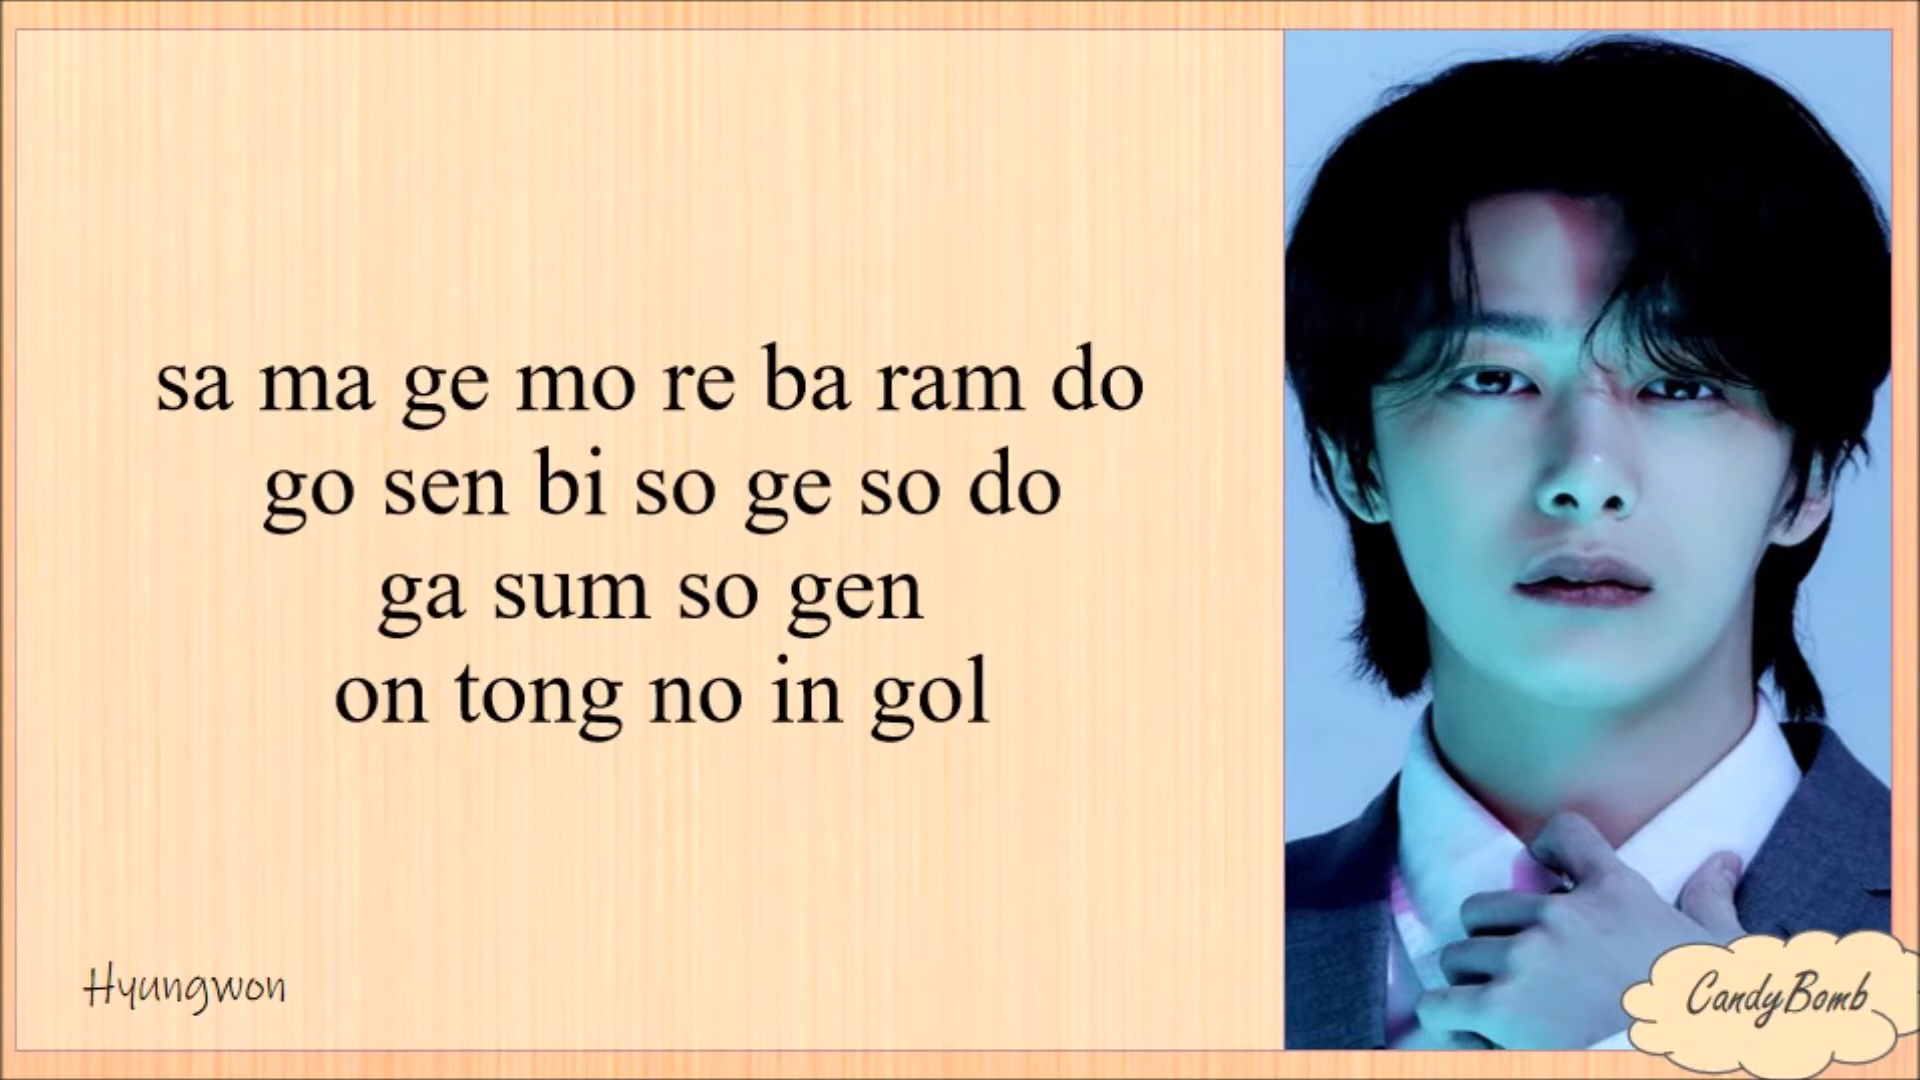 sa ma ge mo re ba ram do
go sen bi so ge so do
ga sum so gen
on tong no in gol
Hyungwon
CandyBomb